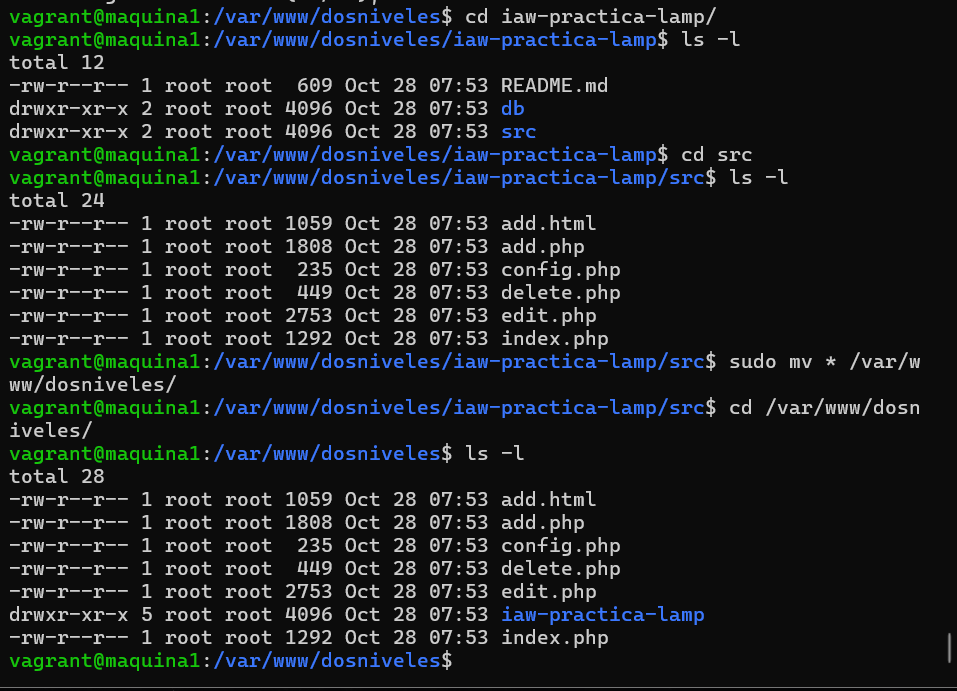 vagrant@maquina1:/var/www/dosniveles$ cd iaw-practica-lamp/
vagrant@maquina1:/var/www/dosniveles/iaw-practica-lamp$ ls -l
total 12
-rw-r--r-- 1 root root  609 Oct 28 07:53 README.md
drwxr-xr-x 2 root root 4096 Oct 28 07:53 db
drwxr-xr-x 2 root root 4096 Oct 28 07:53 src
vagrant@maquina1:/var/www/dosniveles/iaw-practica-lamp$ cd src
vagrant@maquina1:/var/www/dosniveles/iaw-practica-lamp/src$ ls -l
total 24
-rw-r--r-- 1 root root 1059 Oct 28 07:53 add.html
-rw-r--r-- 1 root root 1808 Oct 28 07:53 add.php
-rw-r--r-- 1 root root  235 Oct 28 07:53 config.php
-rw-r--r-- 1 root root  449 Oct 28 07:53 delete.php
-rw-r--r-- 1 root root 2753 Oct 28 07:53 edit.php
-rw-r--r-- 1 root root 1292 Oct 28 07:53 index.php
vagrant@maquina1:/var/www/dosniveles/iaw-practica-lamp/src$ sudo mv * /var/w
ww/dosniveles/
vagrant@maquina1:/var/www/dosniveles/iaw-practica-lamp/src$ cd /var/www/dosn
iveles/
vagrant@maquina1:/var/www/dosniveles$ ls -l
total 28
-rw-r--r-- 1 root root 1059 Oct 28 07:53 add.html
-rw-r--r-- 1 root root 1808 Oct 28 07:53 add.php
-rw-r--r-- 1 root root  235 Oct 28 07:53 config.php
-rw-r--r-- 1 root root  449 Oct 28 07:53 delete.php
-rw-r--r-- 1 root root 2753 Oct 28 07:53 edit.php
drwxr-xr-x 5 root root 4096 Oct 28 07:53 iaw-practica-lamp
-rw-r--r-- 1 root root 1292 Oct 28 07:53 index.php
vagrant@maquina1:/var/www/dosniveles$